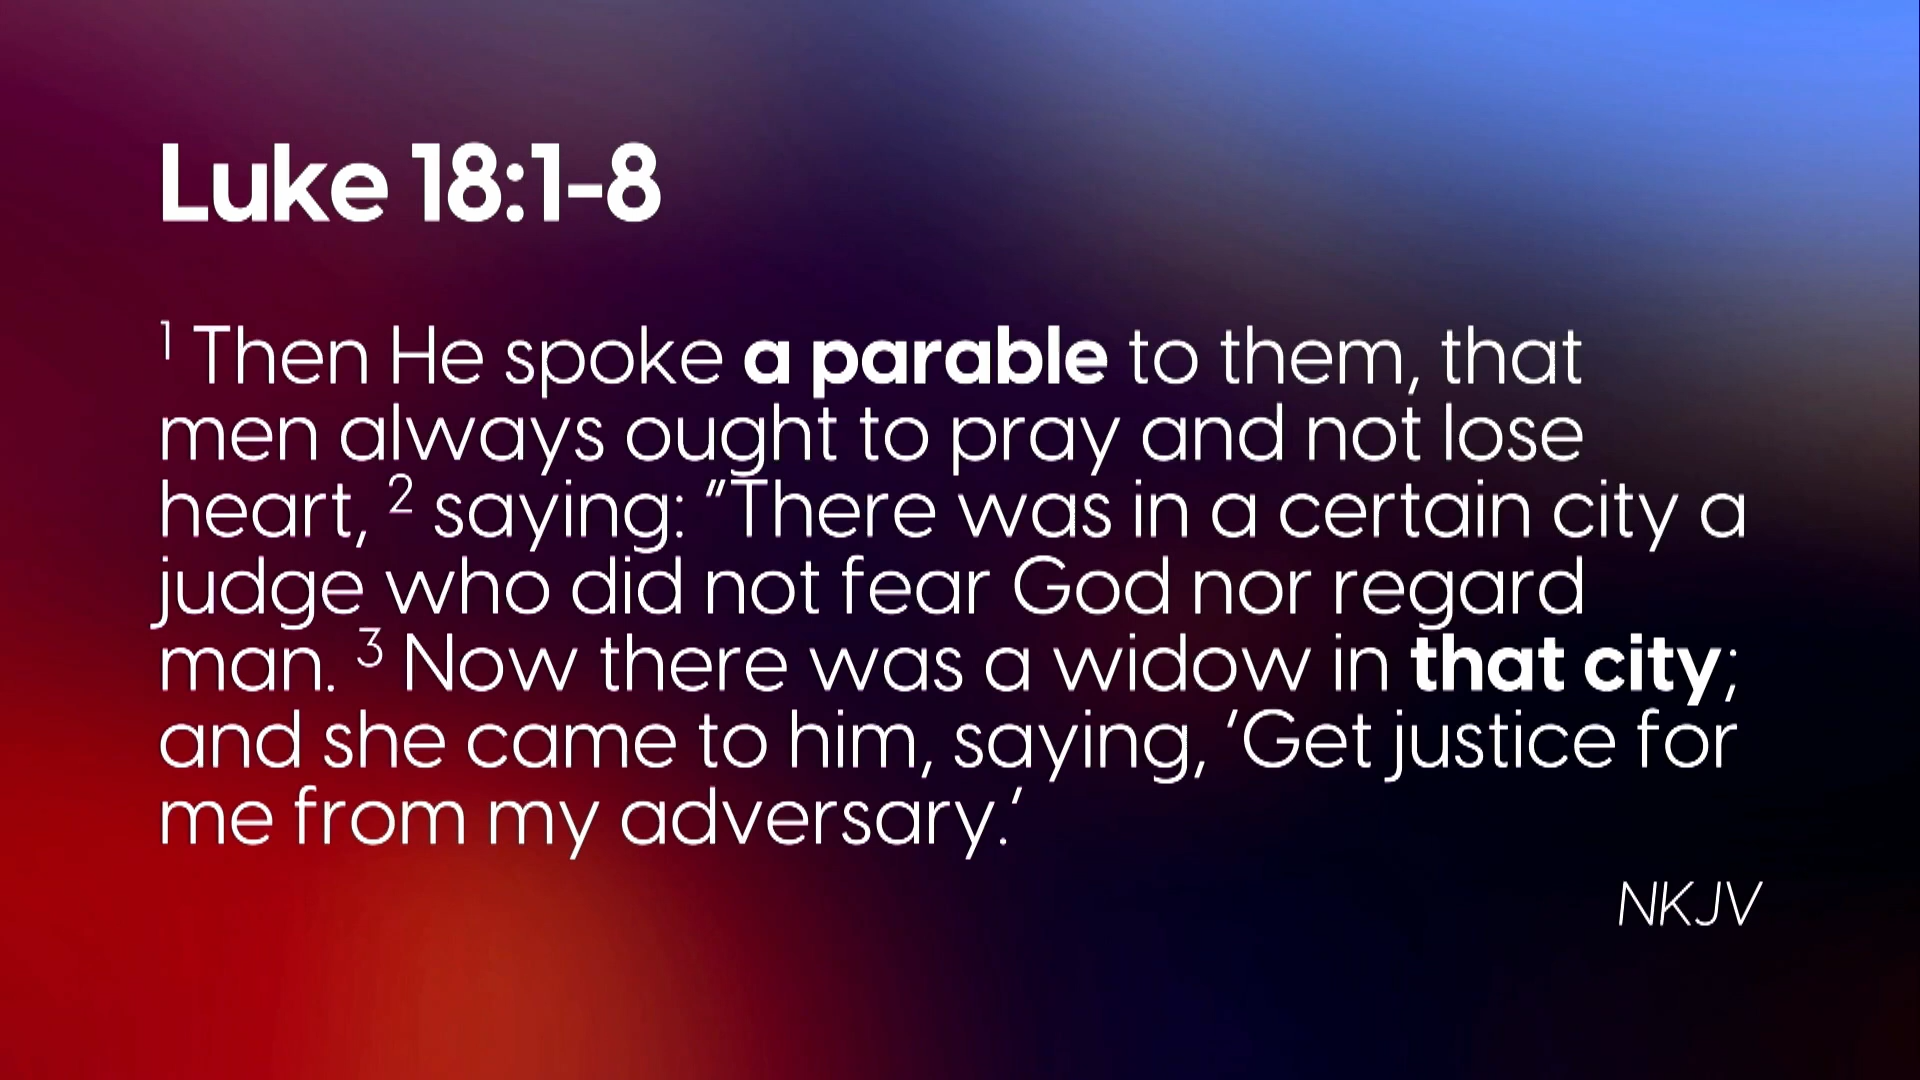 Luke 18:1-8
1 Then He spoke a parable to them, that
men always ought to pray and not lose
heart, 2 saying: "There was in a certain city a
judge who did not fear God nor regard
man. 3 Now there was a widow in that city;
and she came to him, saying, 'Get justice for
me from my adversary.'
NKJV